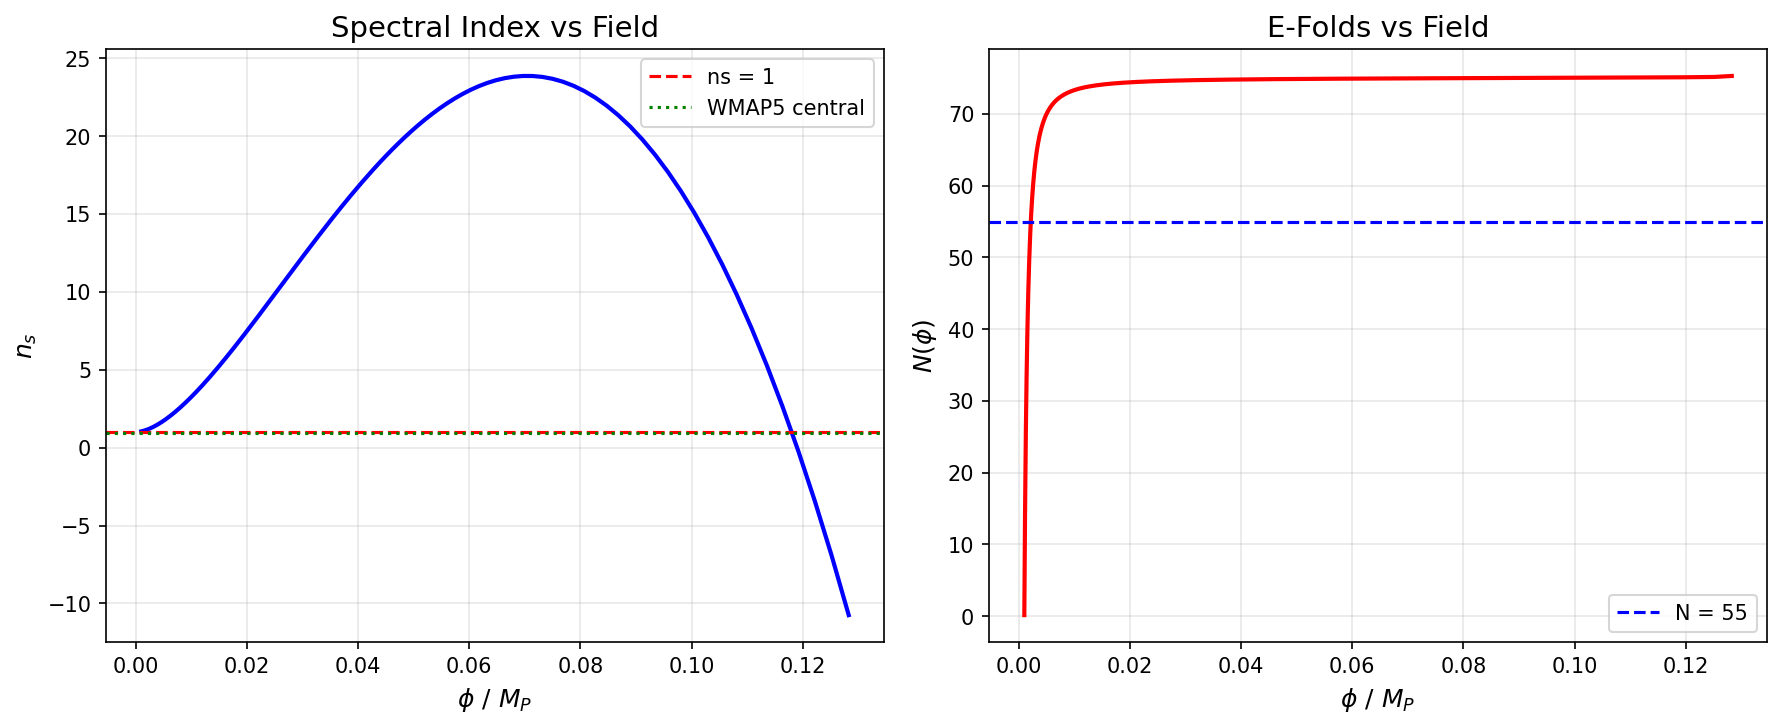 Spectral Index vs Field
ns = 1
WMAP5 central
25
20
15
10
5
0
−5
−10
n_s
0.00 0.02 0.04 0.06 0.08 0.10 0.12
ϕ / M_P
E-Folds vs Field
70
60
50
40
30
20
10
0
N(ϕ)
N = 55
0.00 0.02 0.04 0.06 0.08 0.10 0.12
ϕ / M_P